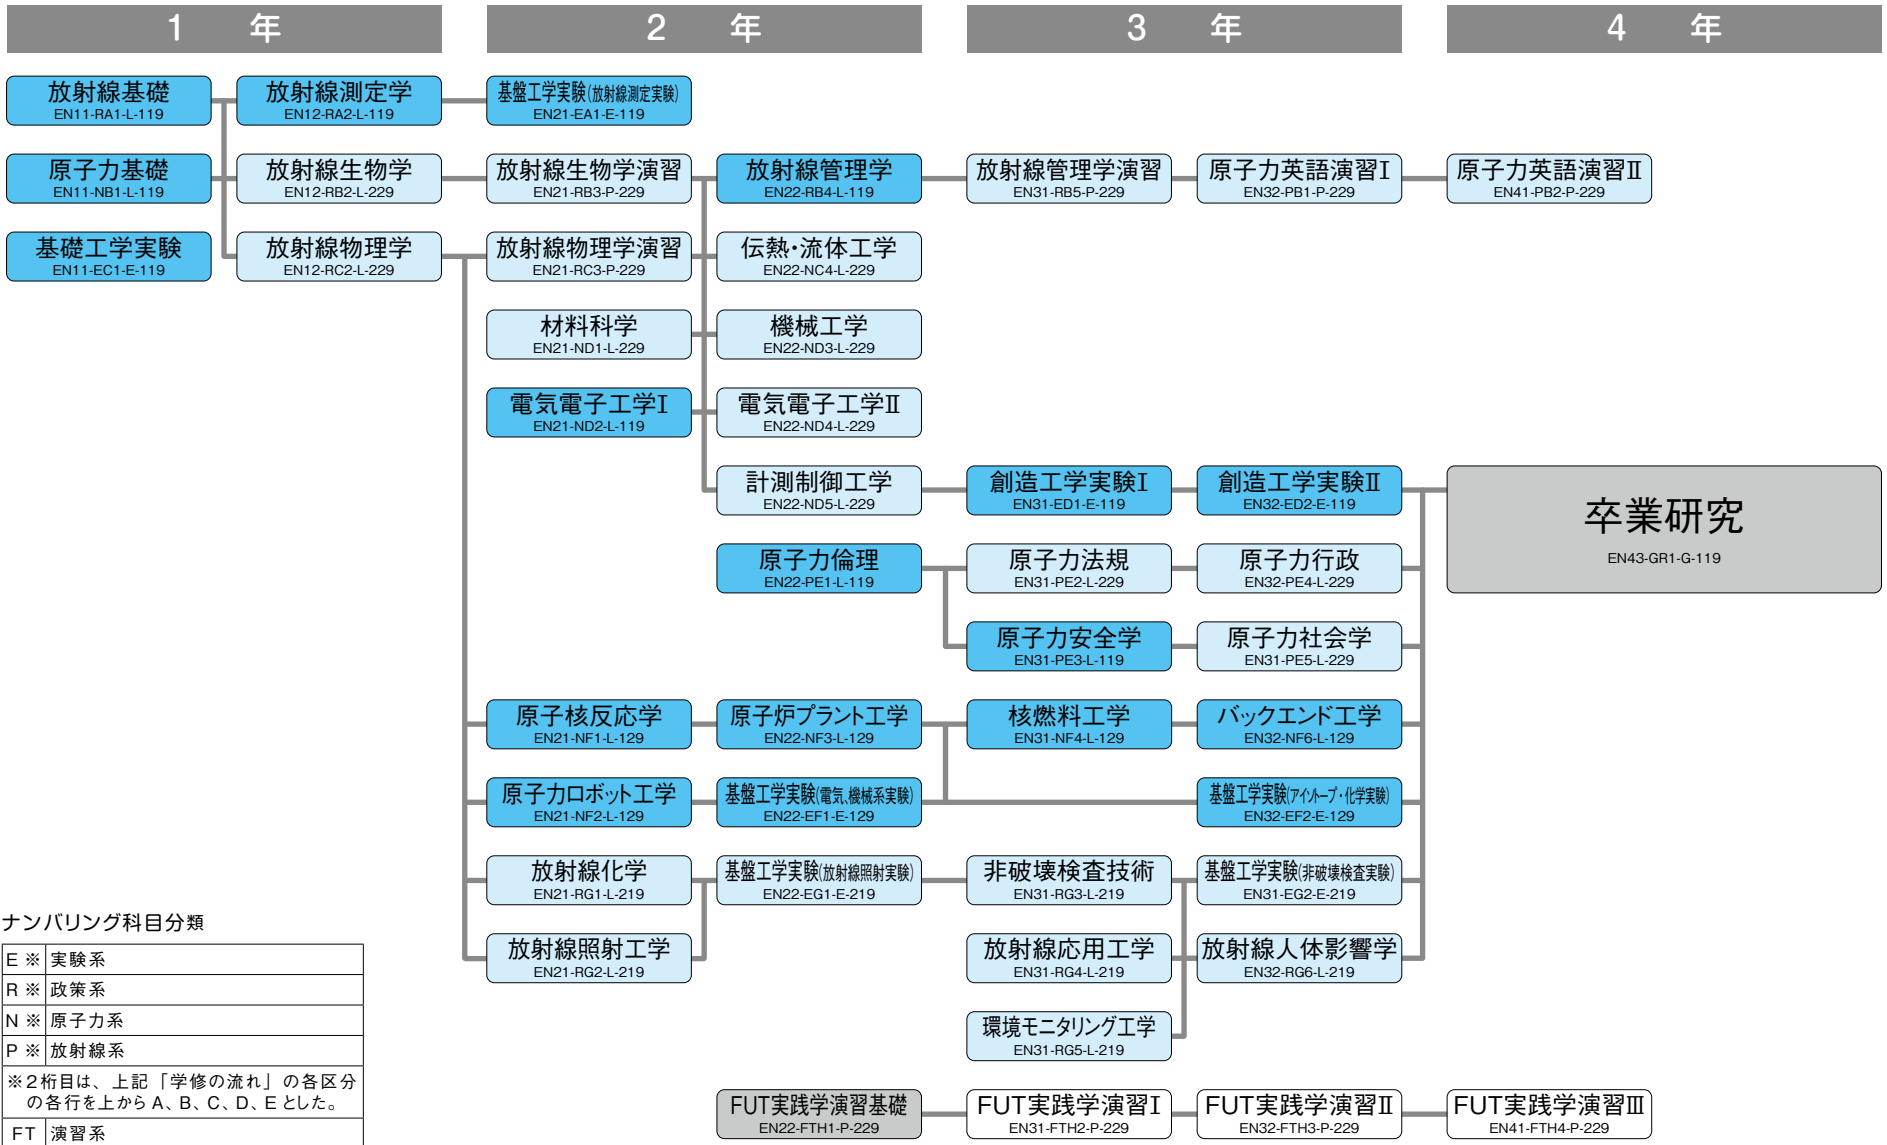 1 年
2 年
3 年
4 年
放射線基礎
EN11-RA1-L-119
放射線測定学
EN12-RA2-L-119
基盤工学実験(放射線測定実験)
EN21-EA1-E-119
原子力基礎
EN11-NB1-L-119
放射線生物学
EN12-RB2-L-229
放射線生物学演習
EN21-RB3-P-229
放射線管理学
EN22-RB4-L-119
放射線管理学演習
EN31-RB5-P-229
原子力英語演習Ⅰ
EN32-PB1-P-229
原子力英語演習Ⅱ
EN41-PB2-P-229
基礎工学実験
EN11-EC1-E-119
放射線物理学
EN12-RC2-L-229
放射線物理学演習
EN21-RC3-P-229
伝熱・流体工学
EN22-NC4-L-229
材料科学
EN21-ND1-L-229
機械工学
EN22-ND3-L-229
電気電子工学Ⅰ
EN21-ND2-L-119
電気電子工学Ⅱ
EN22-ND4-L-229
計測制御工学
EN22-ND5-L-229
創造工学実験Ⅰ
EN31-ED1-E-119
創造工学実験Ⅱ
EN32-ED2-E-119
卒業研究
EN43-GR1-G-119
原子力倫理
EN22-PE1-L-119
原子力法規
EN31-PE2-L-229
原子力行政
EN32-PE4-L-229
原子力安全学
EN31-PE3-L-119
原子力社会学
EN31-PE5-L-229
原子核反応学
EN21-NF1-L-129
原子炉プラント工学
EN22-NF3-L-129
核燃料工学
EN31-NF4-L-129
バックエンド工学
EN32-NF6-L-129
原子力ロボット工学
EN21-NF2-L-129
基盤工学実験(電気、機械系実験)
EN22-EF1-E-129
基盤工学実験(アイソトープ・化学実験)
EN32-EF2-E-129
放射線化学
EN21-RG1-L-219
基盤工学実験(放射線照射実験)
EN22-EG1-E-219
非破壊検査技術
EN31-RG3-L-219
基盤工学実験(非破壊検査実験)
EN31-EG2-E-219
放射線照射工学
EN21-RG2-L-219
放射線応用工学
EN31-RG4-L-219
放射線人体影響学
EN32-RG6-L-219
環境モニタリング工学
EN31-RG5-L-219
FUT実践学演習基礎
EN22-FTH1-P-229
FUT実践学演習Ⅰ
EN31-FTH2-P-229
FUT実践学演習Ⅱ
EN32-FTH3-P-229
FUT実践学演習Ⅲ
EN41-FTH4-P-229
ナンバリング科目分類
E ※ 実験系
R ※ 政策系
N ※ 原子力系
P ※ 放射線系
※2桁目は、上記「学修の流れ」の各区分
の各行を上からA、B、C、D、Eとした。
FT 演習系